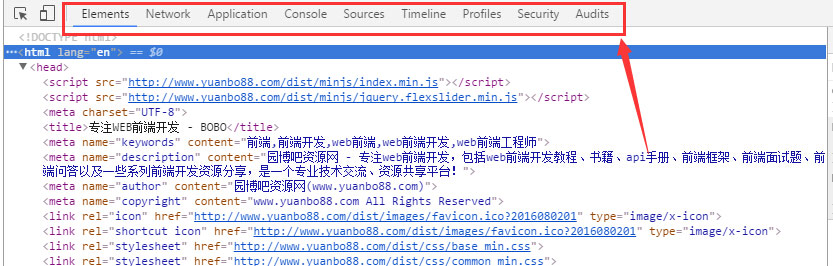 Elements Network Application Console Sources Timeline Profiles Security Audits
<!DOCTYPE html>
···<html lang="en"> == $0
▼<head>
<script src="http://www.yuanbo88.com/dist/minjs/index.min.js"></script>
<script src="http://www.yuanbo88.com/dist/minjs/jquery.flexslider.min.js"></script>
<meta charset="UTF-8">
<title>专注WEB前端开发 - BOBO</title>
<meta name="keywords" content="前端,前端开发,web前端,web前端开发,web前端工程师">
<meta name="description" content="园博吧资源网 - 专注web前端开发，包括web前端开发教程、书籍、api手册、前端框架、前端面试题、前
端问答以及一些系列前端开发资源分享，是一个专业技术交流、资源共享平台！">
<meta name="author" content="园博吧资源网(www.yuanbo88.com)">
<meta name="copyright" content="www.yuanbo88.com All Rights Reserved">
<link rel="icon" href="http://www.yuanbo88.com/dist/images/favicon.ico?2016080201" type="image/x-icon">
<link rel="shortcut icon" href="http://www.yuanbo88.com/dist/images/favicon.ico?2016080201" type="image/x-icon">
<link rel="stylesheet" href="http://www.yuanbo88.com/dist/css/base.min.css">
<link rel="stylesheet" href="http://www.yuanbo88.com/dist/css/common.min.css">